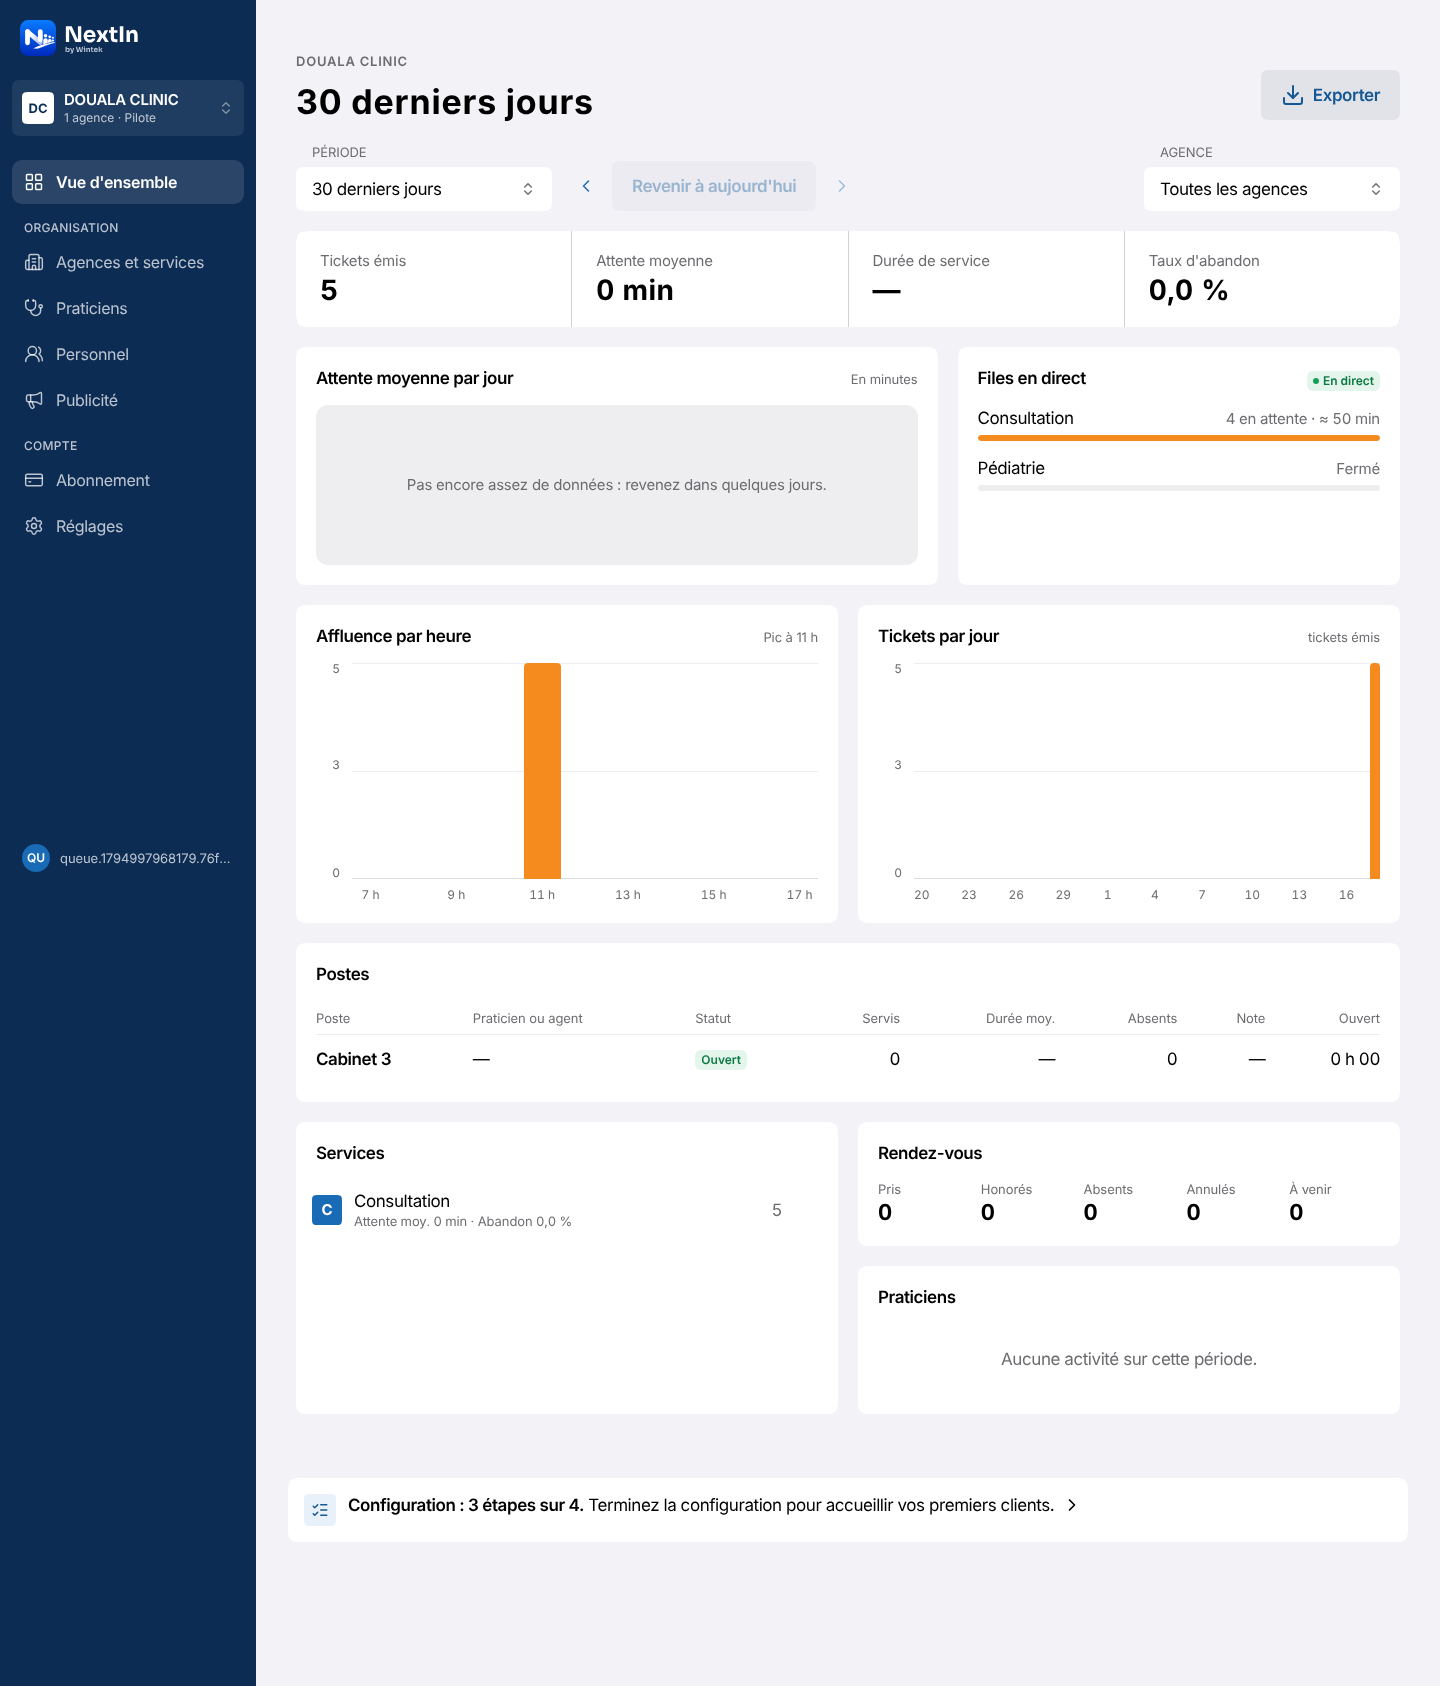 NextIn
by Wintek
DC
DOUALA CLINIC
1 agence · Pilote
Vue d'ensemble
ORGANISATION
Agences et services
Praticiens
Personnel
Publicité
COMPTE
Abonnement
Réglages
QU
queue.1794997968179.76f...
DOUALA CLINIC
30 derniers jours
Exporter
PÉRIODE
30 derniers jours
Revenir à aujourd'hui
AGENCE
Toutes les agences
Tickets émis
5
Attente moyenne
0 min
Durée de service
—
Taux d'abandon
0,0 %
Attente moyenne par jour
En minutes
Pas encore assez de données : revenez dans quelques jours.
Files en direct
En direct
Consultation
4 en attente · ≈ 50 min
Pédiatrie
Fermé
Affluence par heure
Pic à 11 h
5
3
0
7 h 9 h 11 h 13 h 15 h 17 h
Tickets par jour
tickets émis
5
3
0
20 23 26 29 1 4 7 10 13 16
Postes
Poste Praticien ou agent Statut Servis Durée moy. Absents Note Ouvert
Cabinet 3 — Ouvert 0 — 0 — 0 h 00
Services
C
Consultation
Attente moy. 0 min · Abandon 0,0 %
5
Rendez-vous
Pris Honorés Absents Annulés À venir
0 0 0 0 0
Praticiens
Aucune activité sur cette période.
Configuration : 3 étapes sur 4. Terminez la configuration pour accueillir vos premiers clients.